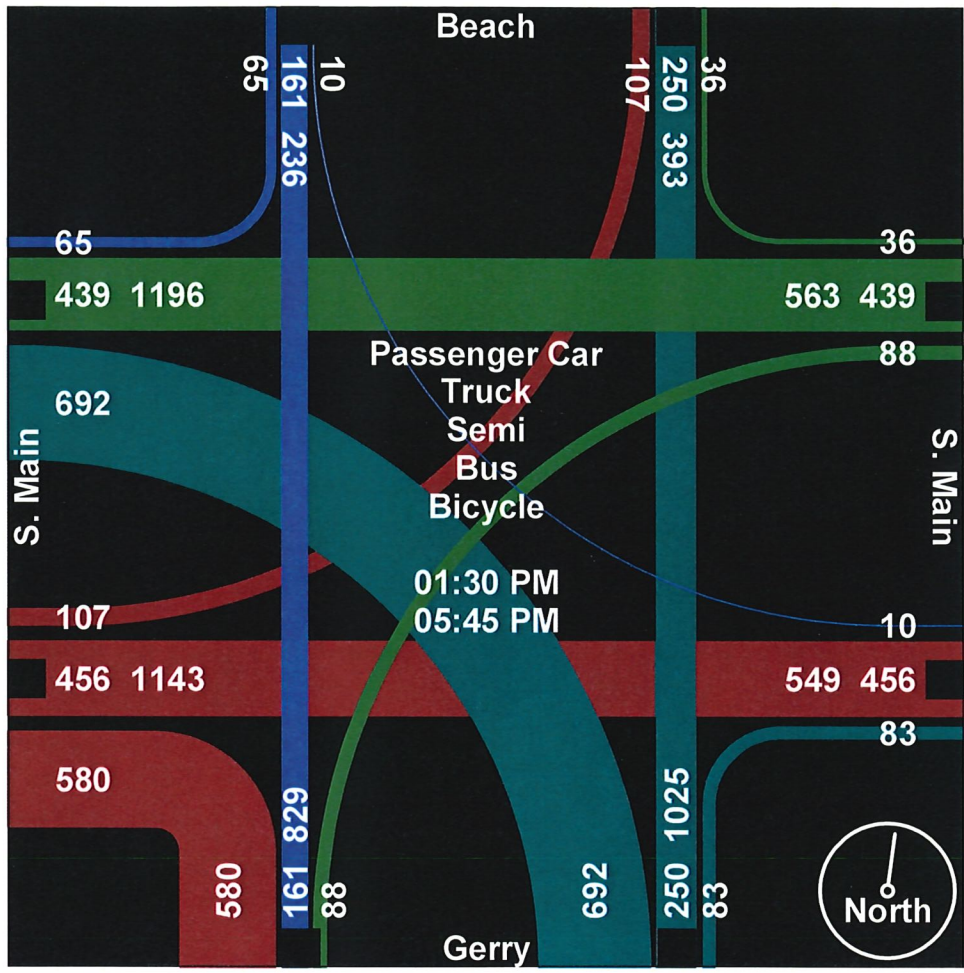 Beach
65
161 236
10
107
250 393
36
65
36
439 1196
563 439
Passenger Car
88
Truck
692
Semi
S. Main
S. Main
Bus
Bicycle
01:30 PM
107
05:45 PM
10
456 1143
549 456
83
580
580
161 829
88
692
250 1025
83
North
Gerry